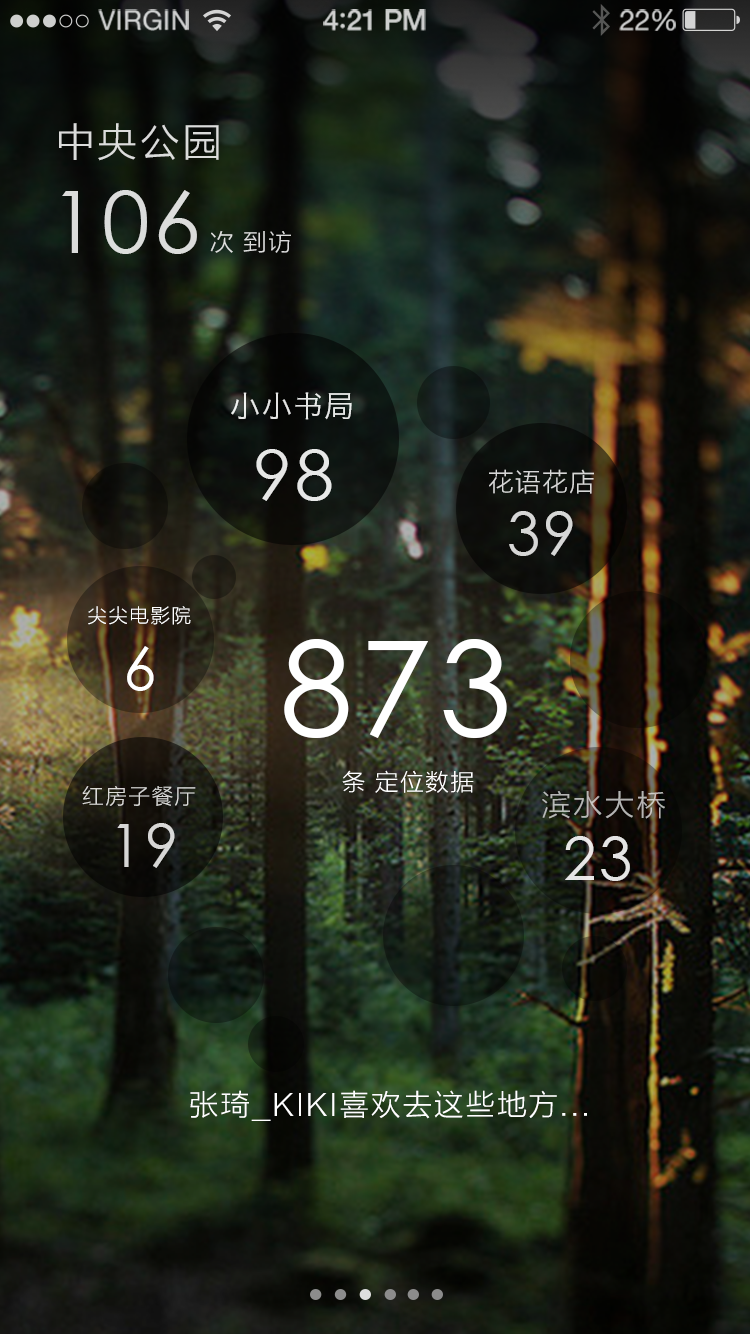 VIRGIN 4:21 PM 22%
中央公园
106 次 到访
小小书局
98
花语花店
39
尖尖电影院
6
873
条 定位数据
红房子餐厅
19
滨水大桥
23
张琦_KIKI喜欢去这些地方...